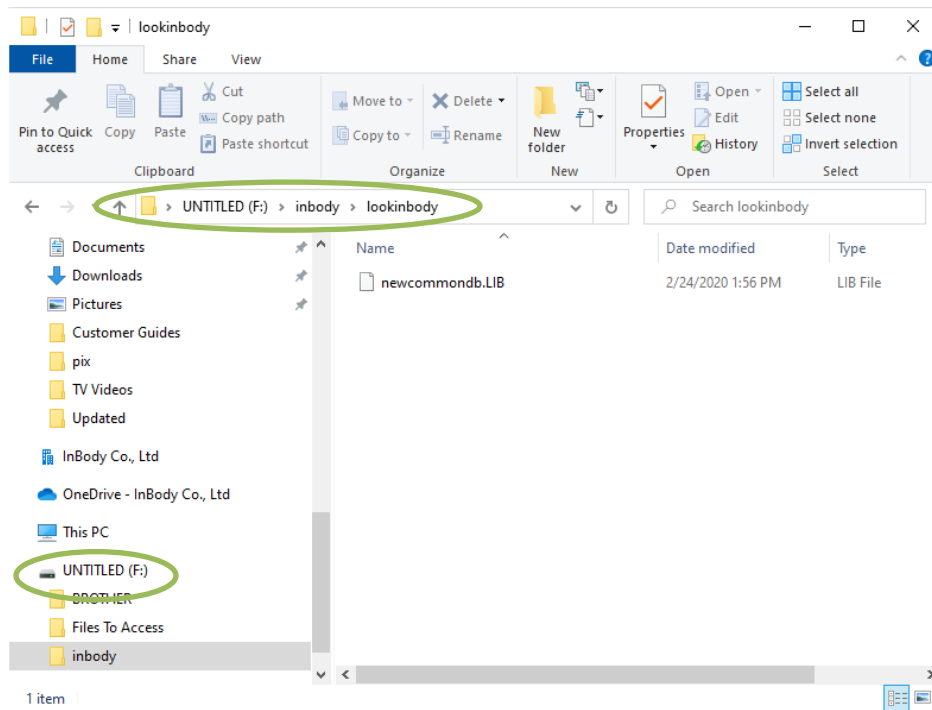 lookinbody
File Home Share View
Pin to Quick access
Copy
Paste
Cut
Copy path
Paste shortcut
Clipboard
Move to
Copy to
Delete
Rename
Organize
New folder
New
Properties
Open
Edit
History
Open
Select all
Select none
Invert selection
Select
UNTITLED (F:) > inbody > lookinbody
Search lookinbody
Documents
Downloads
Pictures
Customer Guides
pix
TV Videos
Updated
InBody Co., Ltd
OneDrive - InBody Co., Ltd
This PC
UNTITLED (F:)
BROTHER
Files To Access
inbody
Name Date modified Type
newcommondb.LIB 2/24/2020 1:56 PM LIB File
1 item